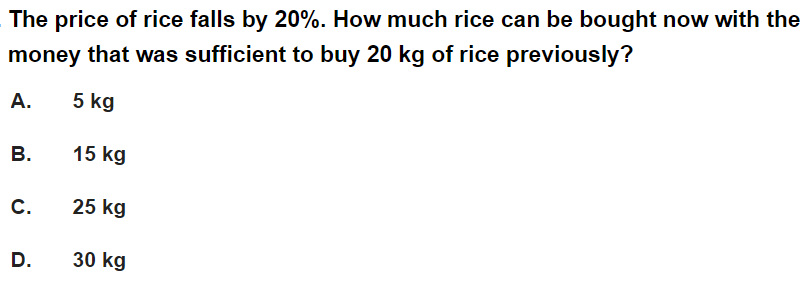 The price of rice falls by 20%. How much rice can be bought now with the
money that was sufficient to buy 20 kg of rice previously?
A. 5 kg
B. 15 kg
C. 25 kg
D. 30 kg